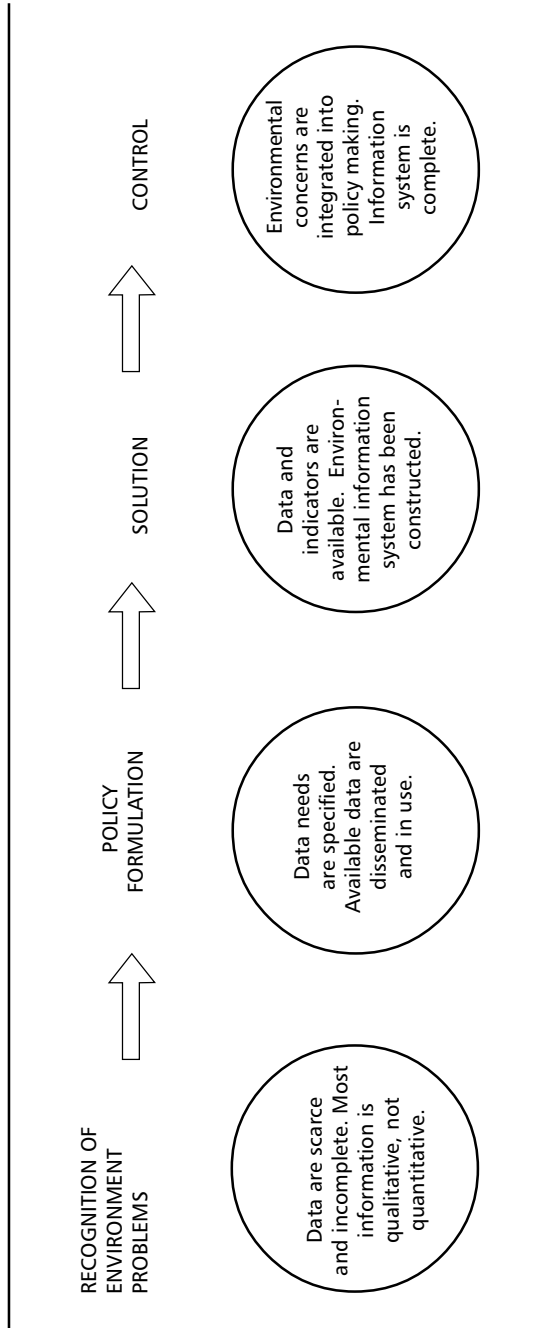 RECOGNITION OF
ENVIRONMENT
PROBLEMS
POLICY
FORMULATION
SOLUTION
CONTROL
Data are scarce
and incomplete. Most
information is
qualitative, not
quantitative.
Data needs
are specified.
Available data are
disseminated
and in use.
Data and
indicators are
available. Environ-
mental information
system has been
constructed.
Environmental
concerns are
integrated into
policy making.
Information
system is
complete.